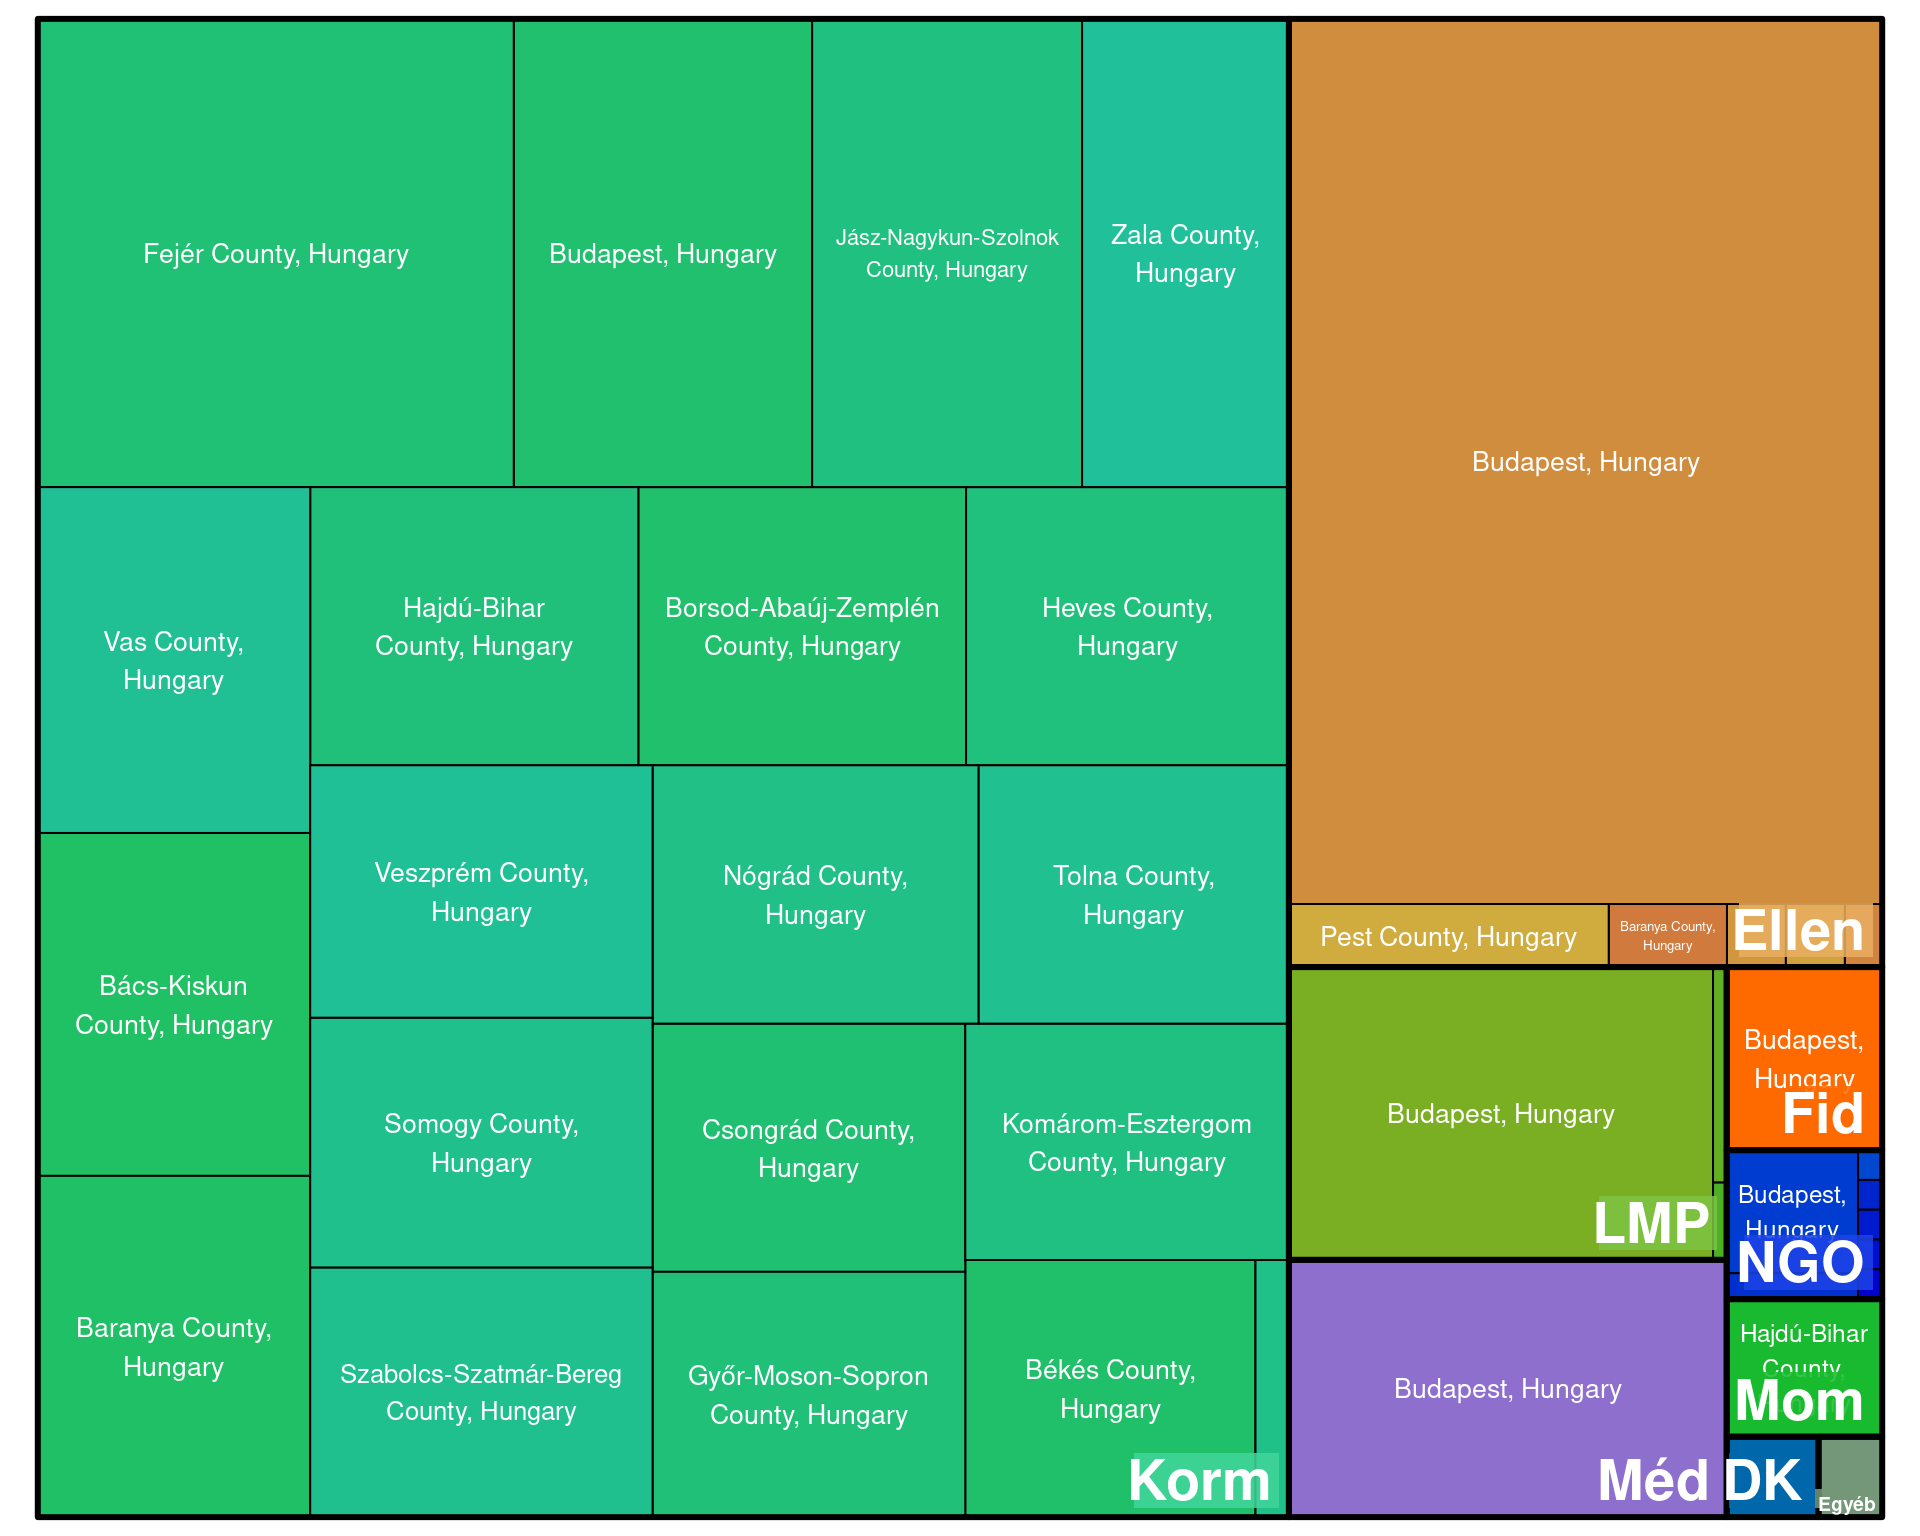 Fejér County, Hungary
Budapest, Hungary
Jász-Nagykun-Szolnok
County, Hungary
Zala County,
Hungary
Vas County,
Hungary
Hajdú-Bihar
County, Hungary
Borsod-Abaúj-Zemplén
County, Hungary
Heves County,
Hungary
Bács-Kiskun
County, Hungary
Veszprém County,
Hungary
Nógrád County,
Hungary
Tolna County,
Hungary
Somogy County,
Hungary
Csongrád County,
Hungary
Komárom-Esztergom
County, Hungary
Baranya County,
Hungary
Szabolcs-Szatmár-Bereg
County, Hungary
Győr-Moson-Sopron
County, Hungary
Békés County,
Hungary
Korm
Budapest, Hungary
Pest County, Hungary
Baranya County,
Hungary
Ellen
Budapest, Hungary
LMP
Budapest,
Hungary
Fid
Budapest,
Hungary
NGO
Hajdú-Bihar
County,
Mom
Budapest, Hungary
Méd
DK
Egyéb